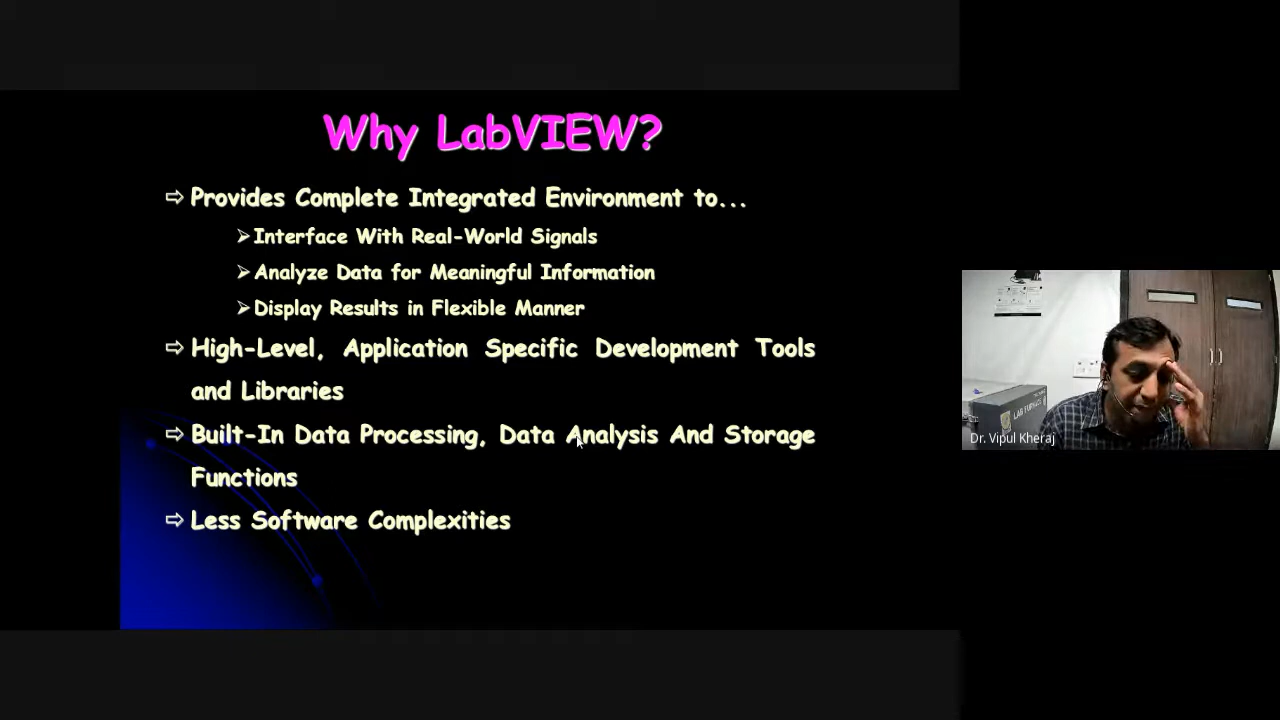 Why LabVIEW?
Provides Complete Integrated Environment to...
Interface With Real-World Signals
Analyze Data for Meaningful Information
Display Results in Flexible Manner
High-Level, Application Specific Development Tools
and Libraries
Built-In Data Processing, Data Analysis And Storage
Functions
Less Software Complexities
LAB FURNACE
Dr. Vipul Kheraj